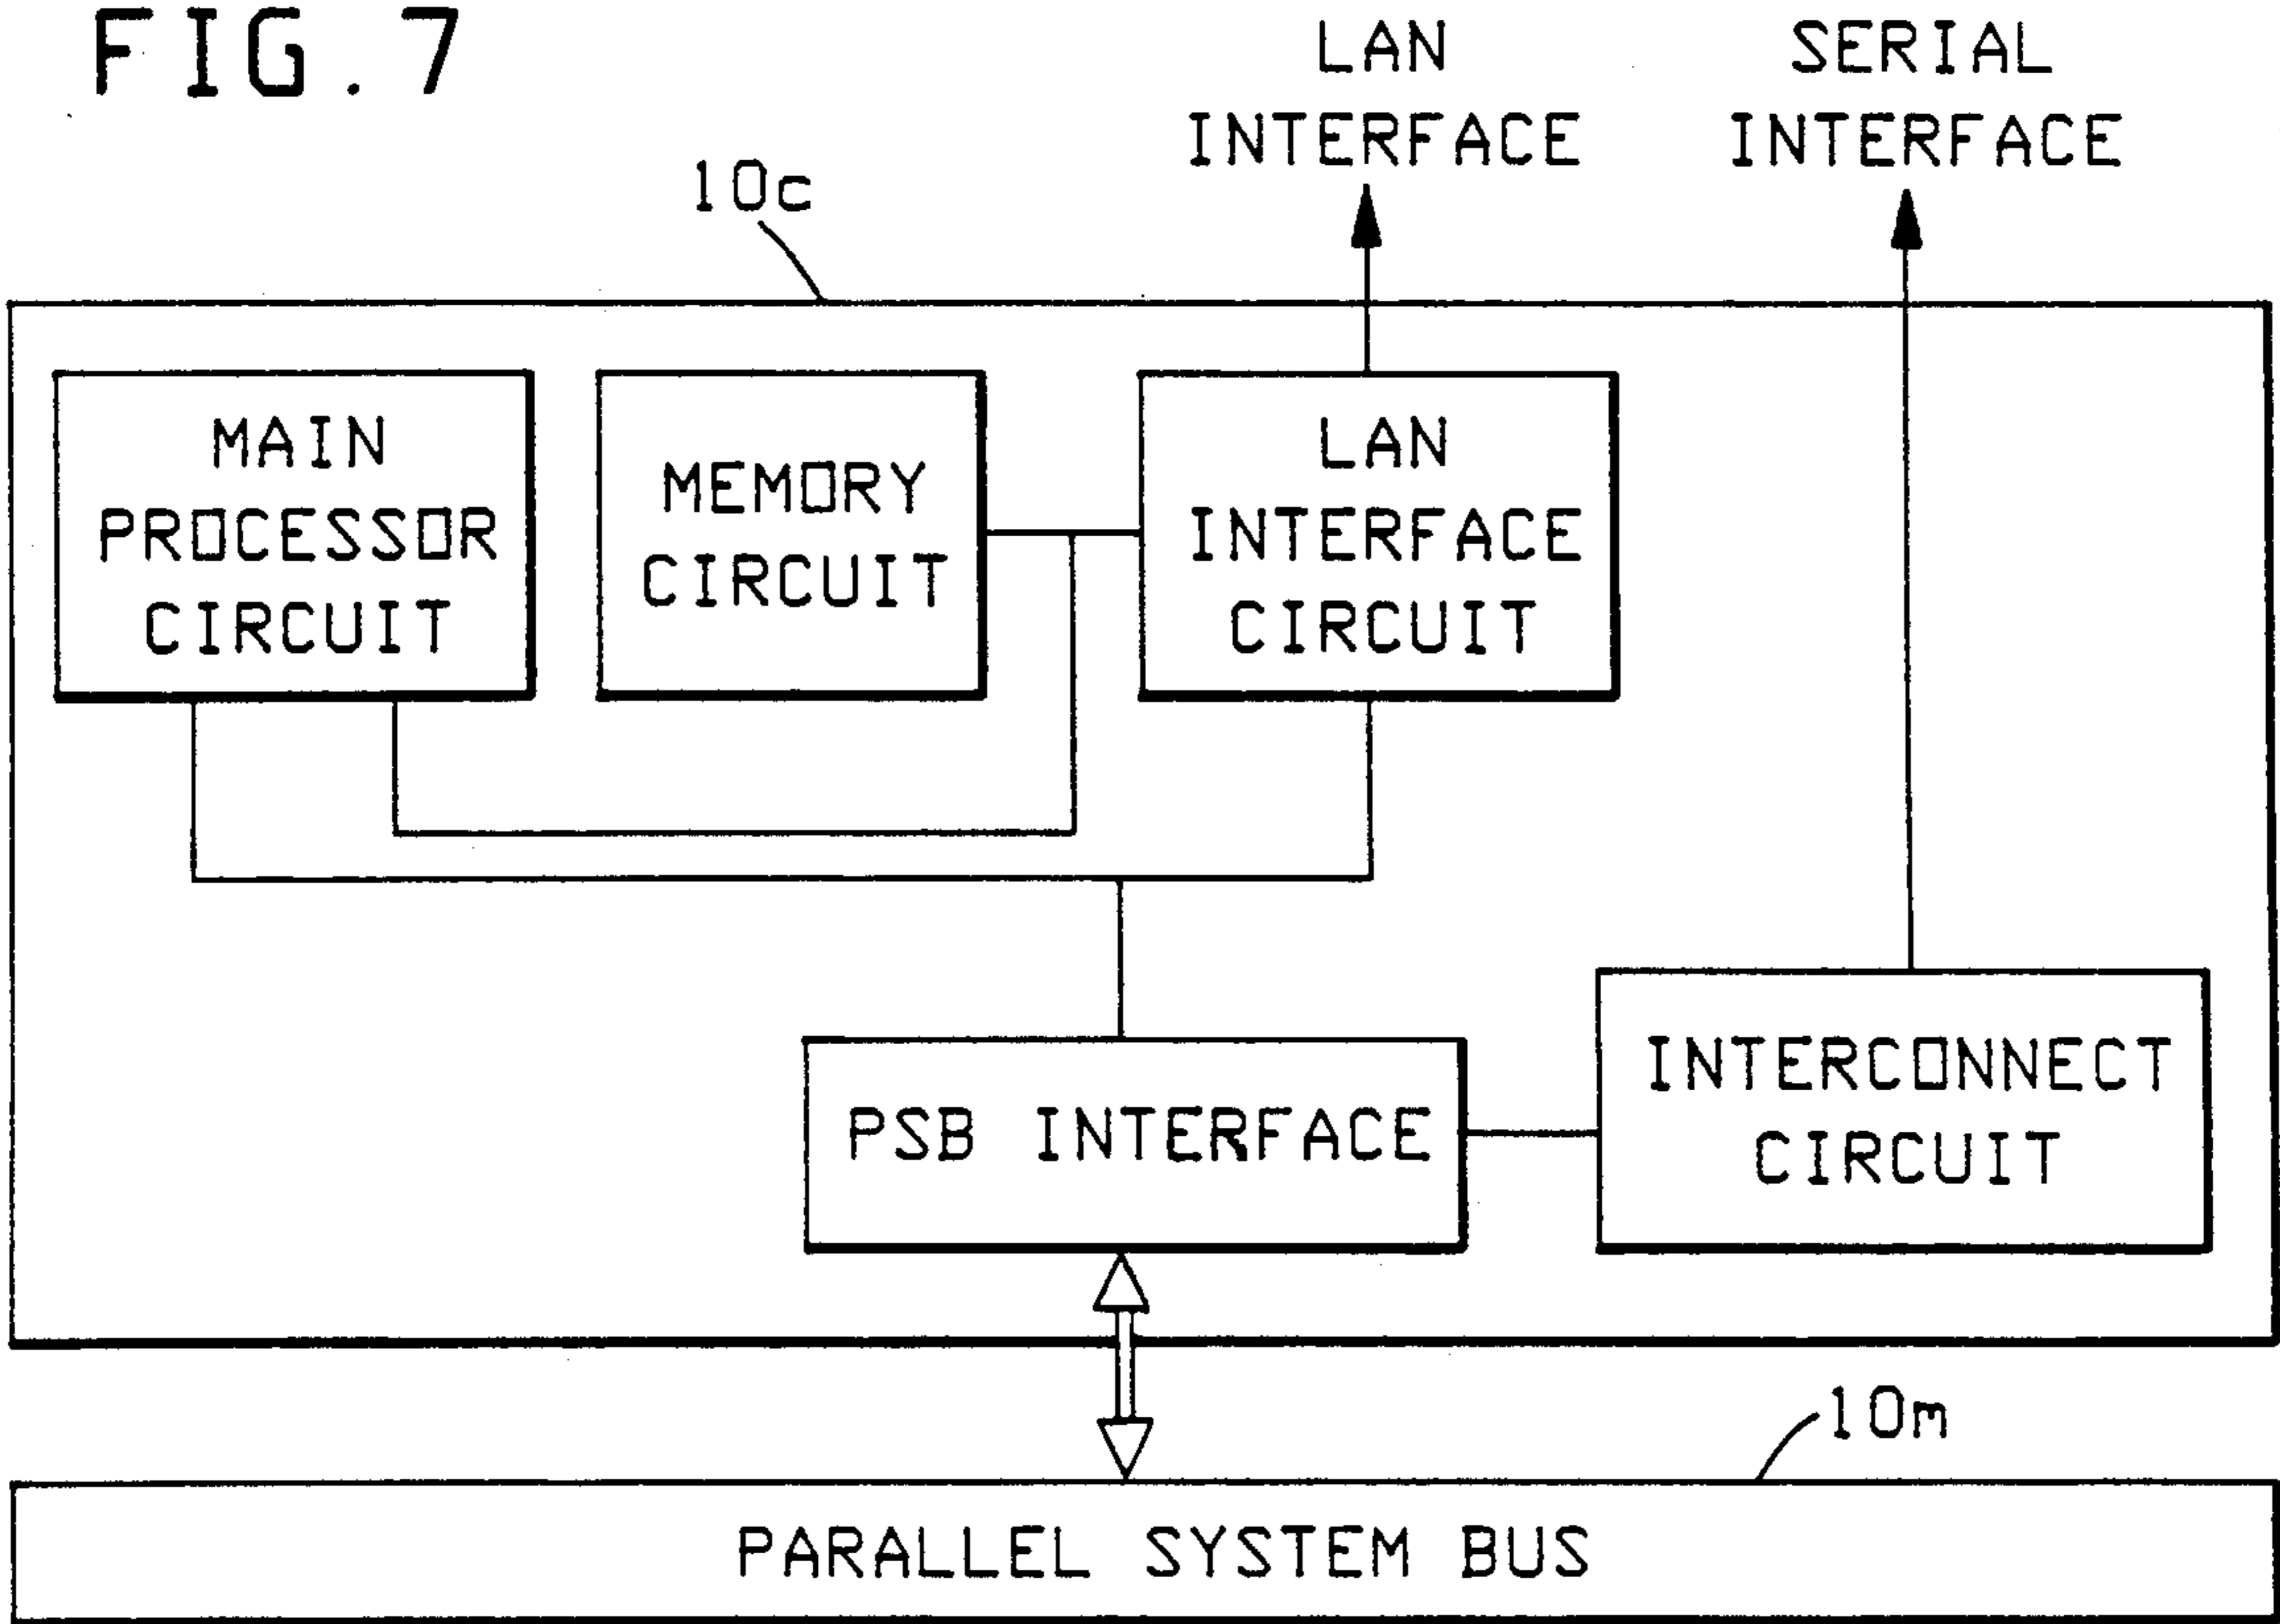 FIG. 7
LAN
INTERFACE
SERIAL
INTERFACE
10c
MAIN
PROCESSOR
CIRCUIT
MEMORY
CIRCUIT
LAN
INTERFACE
CIRCUIT
PSB INTERFACE
INTERCONNECT
CIRCUIT
10m
PARALLEL SYSTEM BUS